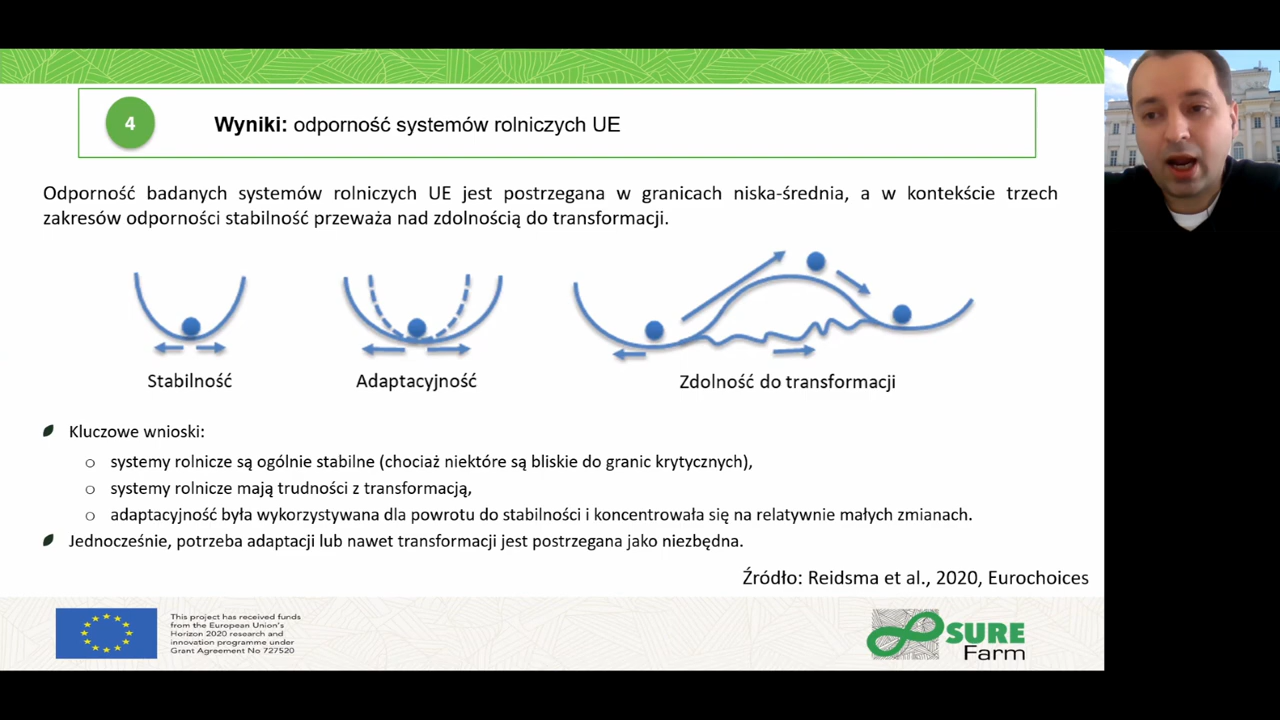 4
Wyniki: odporność systemów rolniczych UE
Odporność badanych systemów rolniczych UE jest postrzegana w granicach niska-średnia, a w kontekście trzech
zakresów odporności stabilność przeważa nad zdolnością do transformacji.
Stabilność
Adaptacyjność
Zdolność do transformacji
Kluczowe wnioski:
systemy rolnicze są ogólnie stabilne (chociaż niektóre są bliskie do granic krytycznych),
systemy rolnicze mają trudności z transformacją,
adaptacyjność była wykorzystywana dla powrotu do stabilności i koncentrowała się na relatywnie małych zmianach.
Jednocześnie, potrzeba adaptacji lub nawet transformacji jest postrzegana jako niezbędna.
Źródło: Reidsma et al., 2020, Eurochoices
This project has received funds
from the European Union's
Horizon 2020 research and
innovation programme under
Grant Agreement No 727520
SURE
Farm